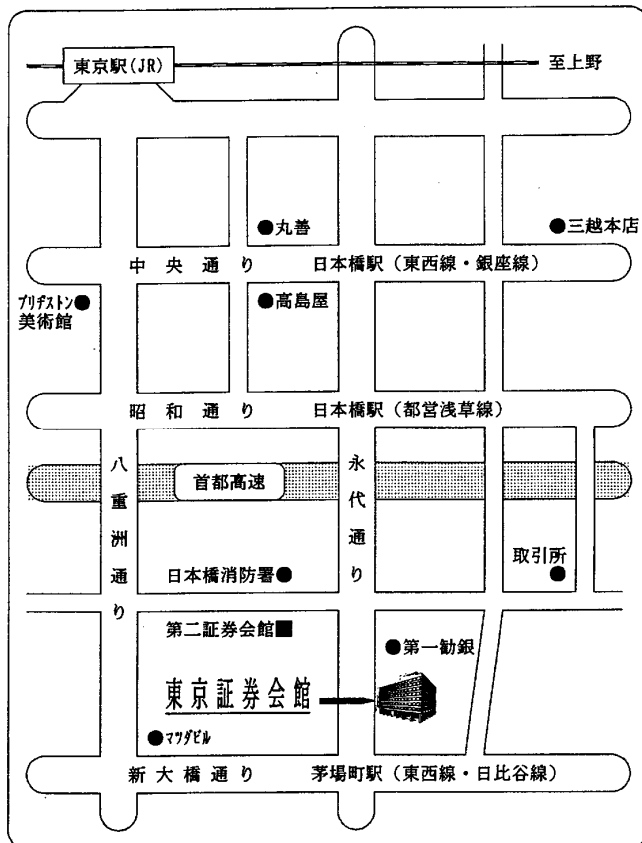 東京駅(JR)
至上野
●丸善
●三越本店
中央通り
日本橋駅(東西線・銀座線)
ブリヂストン●
美術館
●高島屋
昭和通り
日本橋駅(都営浅草線)
八重洲通り
首都高速
永代通り
取引所
日本橋消防署●
第二証券会館■
●第一勧銀
東京証券会館
●マツダビル
新大橋通り
茅場町駅(東西線・日比谷線)